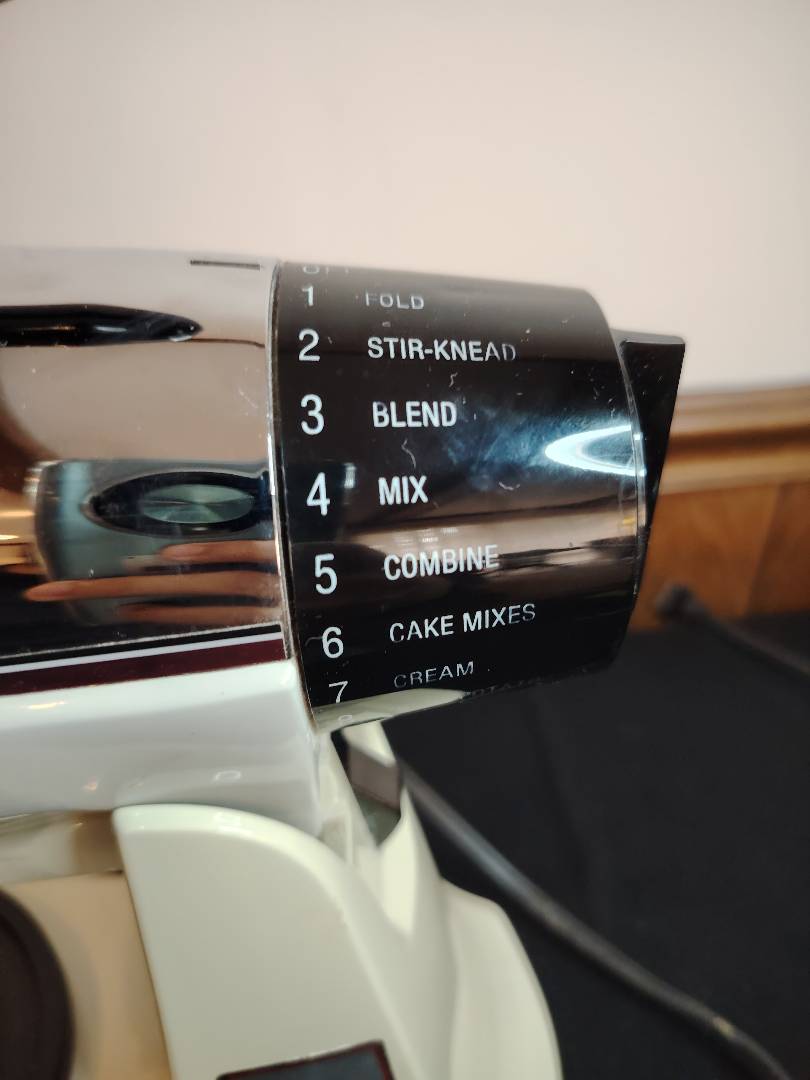 1 FOLD
2 STIR-KNEAD
3 BLEND
4 MIX
5 COMBINE
6 CAKE MIXES
7 CREAM